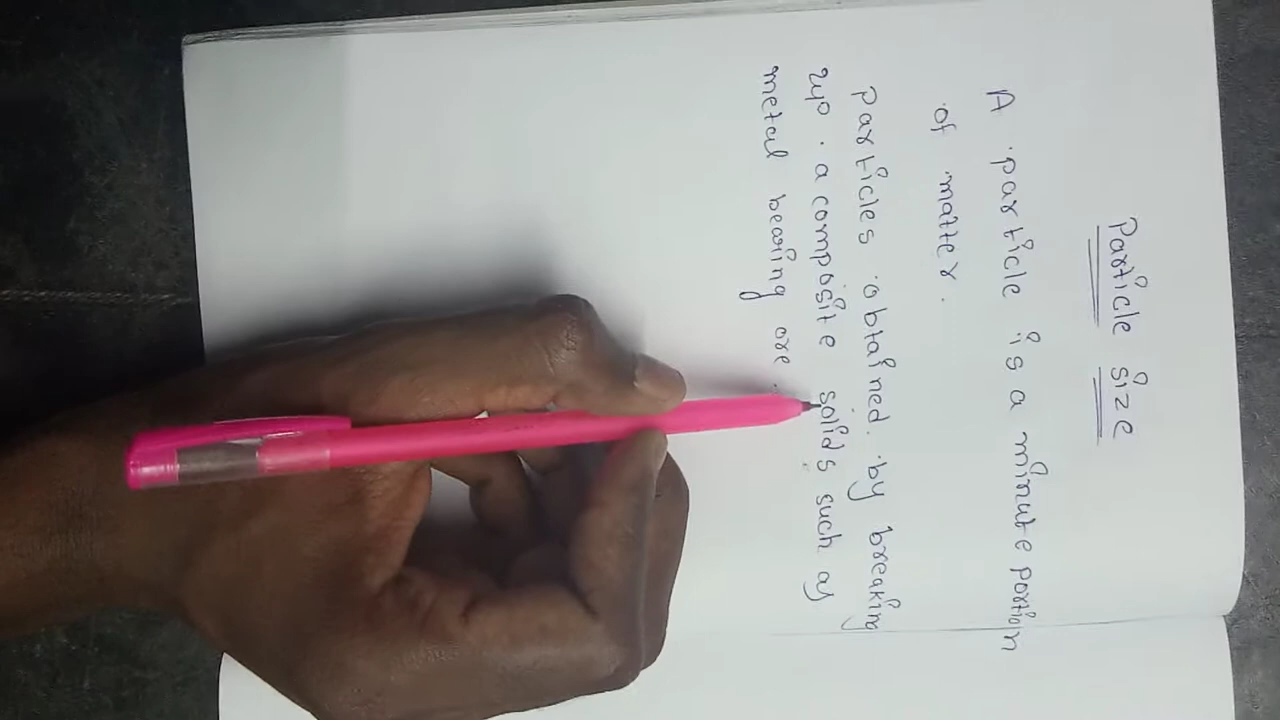 Particle size
A particle is a minute portion
of matter.
particles obtained by breaking
up a composite solids such as
metal bearing ore